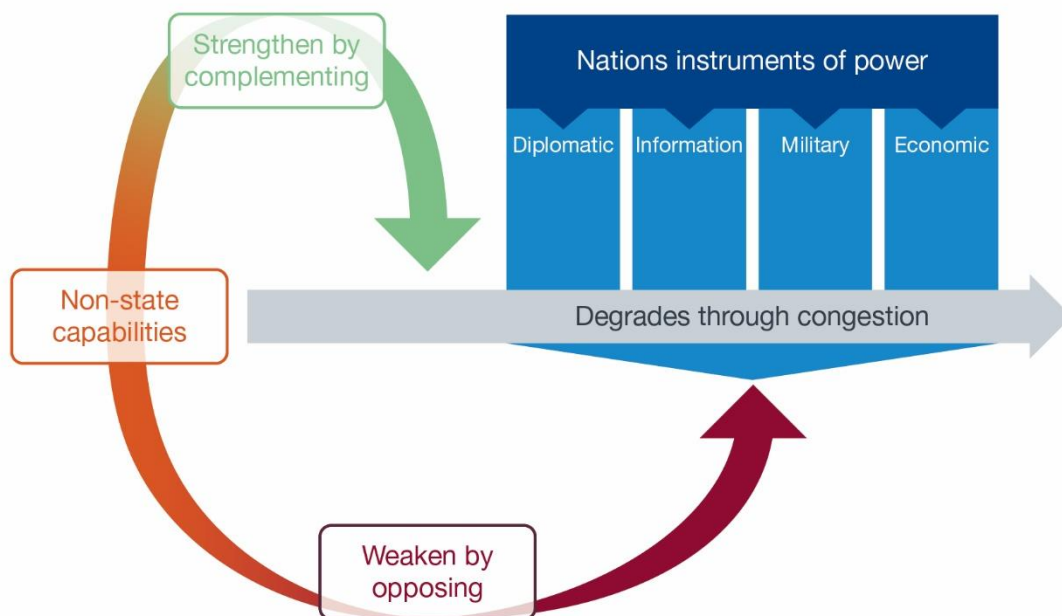 Strengthen by
complementing
Nations instruments of power
Diplomatic
Information
Military
Economic
Non-state
capabilities
Degrades through congestion
Weaken by
opposing